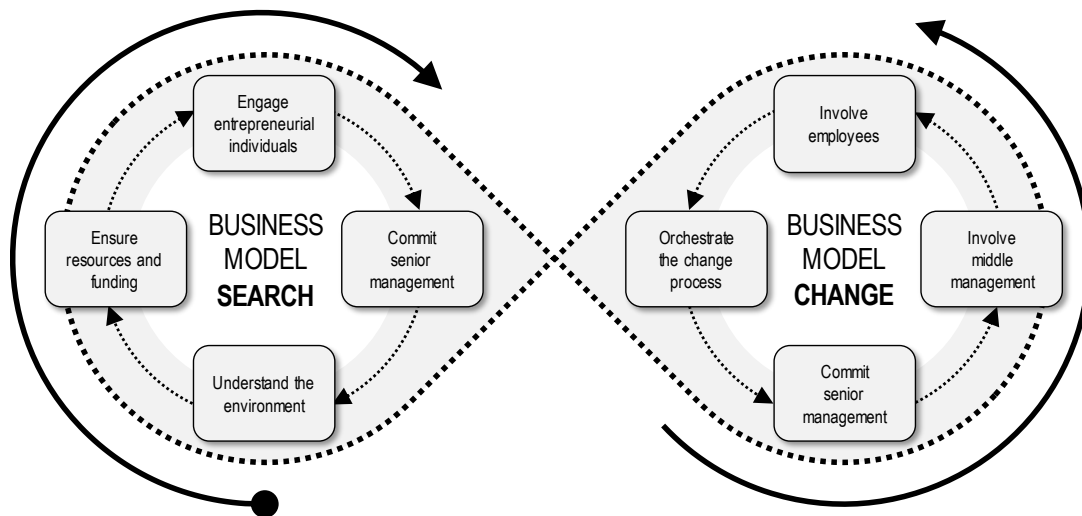 Engage
entrepreneurial
individuals
Ensure
resources and
funding
BUSINESS
MODEL
SEARCH
Commit
senior
management
Understand the
environment
Involve
employees
Orchestrate
the change
process
BUSINESS
MODEL
CHANGE
Involve
middle
management
Commit
senior
management